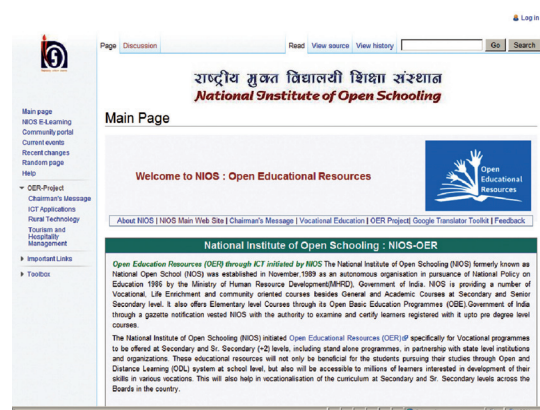 Log in
Page Discussion Read View source View history Go Search
राष्ट्रीय मुक्त विद्यालयी शिक्षा संस्थान
National Institute of Open Schooling
Main Page
Main page
NIOS E-Learning
Community portal
Current events
Recent changes
Random page
Help
OER-Project
Chairman's Message
ICT Applications
Rural Technology
Tourism and
Hospitality
Management
Important Links
Toolbox
Welcome to NIOS : Open Educational Resources
Open
Educational
Resources
About NIOS | NIOS Main Web Site | Chairman's Message | Vocational Education | OER Project| Google Translator Toolkit | Feedback
National Institute of Open Schooling : NIOS-OER
Open Education Resources (OER) through ICT initiated by NIOS The National Institute of Open Schooling (NIOS) formerly known as
National Open School (NOS) was established in November,1989 as an autonomous organisation in pursuance of National Policy on
Education 1986 by the Ministry of Human Resource Development(MHRD), Government of India. NIOS is providing a number of
Vocational, Life Enrichment and community oriented courses besides General and Academic Courses at Secondary and Senior
Secondary level. It also offers Elementary level Courses through its Open Basic Education Programmes (OBE).Government of India
through a gazette notification vested NIOS with the authority to examine and certify learners registered with it upto pre degree level
courses.
The National Institute of Open Schooling (NIOS) initiated Open Educational Resources (OER) specifically for Vocational programmes
to be offered at Secondary and Sr. Secondary (+2) levels, including stand alone programmes, in partnership with state level institutions
and organizations. These educational resources will not only be beneficial for the students pursuing their studies through Open and
Distance Learning (ODL) system at school level, but also will be accessible to millions of learners interested in development of their
skills in various vocations. This will also help in vocationalisation of the curriculum at Secondary and Sr. Secondary levels across the
Boards in the country.